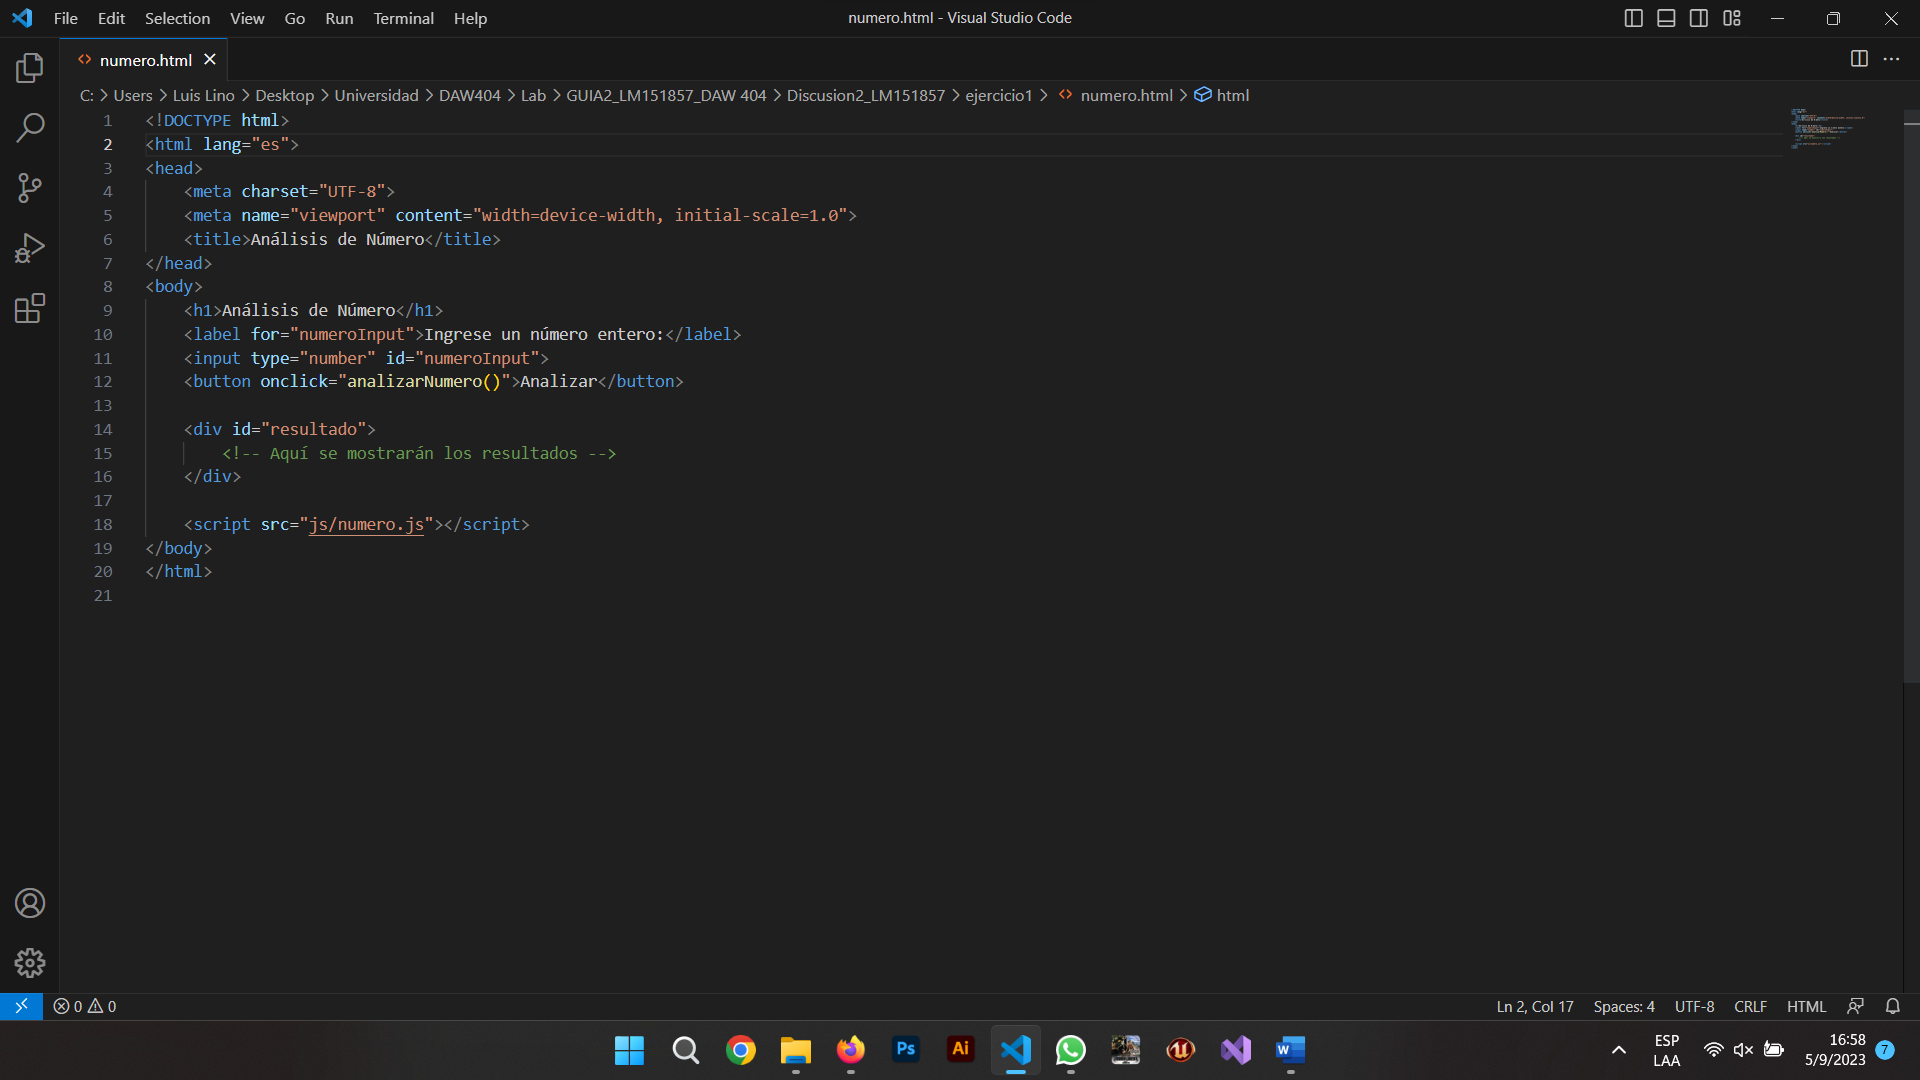 File Edit Selection View Go Run Terminal Help
numero.html - Visual Studio Code
numero.html
C: > Users > Luis Lino > Desktop > Universidad > DAW404 > Lab > GUIA2_LM151857_DAW 404 > Discusion2_LM151857 > ejercicio1 > numero.html > html
1 <!DOCTYPE html>
2 <html lang="es">
3 <head>
4 <meta charset="UTF-8">
5 <meta name="viewport" content="width=device-width, initial-scale=1.0">
6 <title>Análisis de Número</title>
7 </head>
8 <body>
9 <h1>Análisis de Número</h1>
10 <label for="numeroInput">Ingrese un número entero:</label>
11 <input type="number" id="numeroInput">
12 <button onclick="analizarNumero()">Analizar</button>
13
14 <div id="resultado">
15 <!-- Aquí se mostrarán los resultados -->
16 </div>
17
18 <script src="js/numero.js"></script>
19 </body>
20 </html>
21
0 0
Ln 2, Col 17 Spaces: 4 UTF-8 CRLF HTML
Ps Ai W
ESP
LAA
16:58
5/9/2023
7